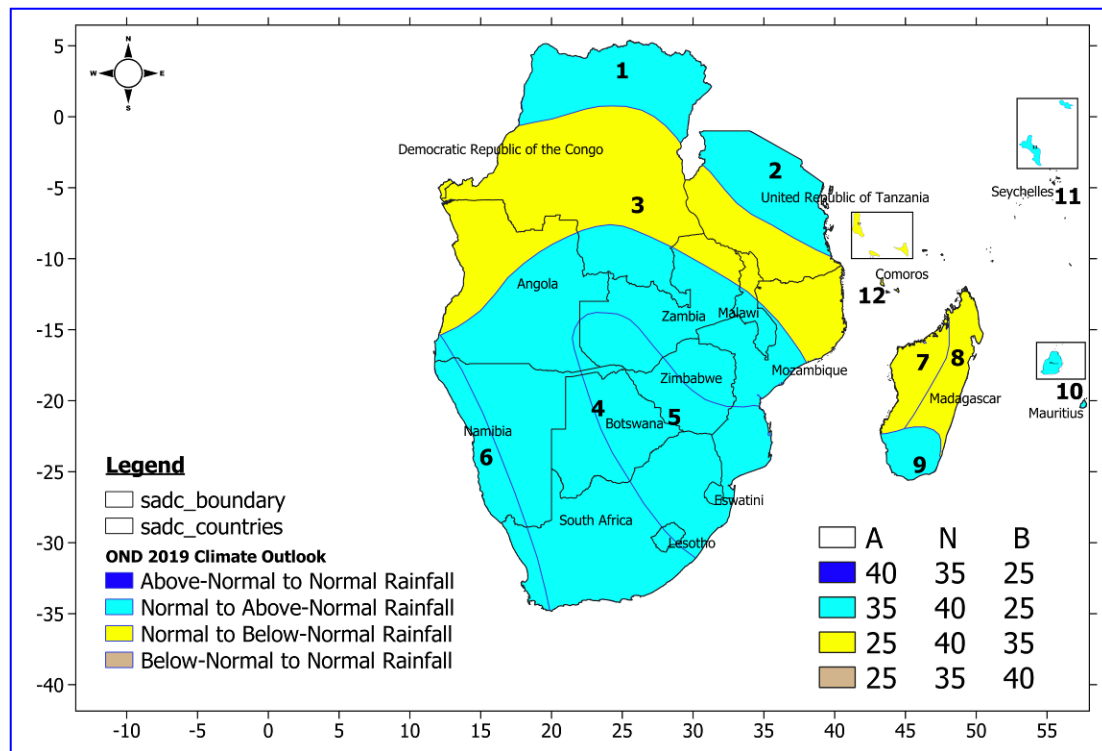 5
0
-5
-10
-15
-20
-25
-30
-35
-40
N
W E
S
1
Democratic Republic of the Congo
2
United Republic of Tanzania
3
Seychelles 11
Comoros
12
Angola
Zambia
Malawi
Mozambique
Zimbabwe
7
8
Madagascar
10
Mauritius
4
Botswana
5
Namibia
6
9
Eswatini
South Africa
Lesotho
Legend
sadc_boundary
sadc_countries
OND 2019 Climate Outlook
Above-Normal to Normal Rainfall
Normal to Above-Normal Rainfall
Normal to Below-Normal Rainfall
Below-Normal to Normal Rainfall
A N B
40 35 25
35 40 25
25 40 35
25 35 40
-10 -5 0 5 10 15 20 25 30 35 40 45 50 55